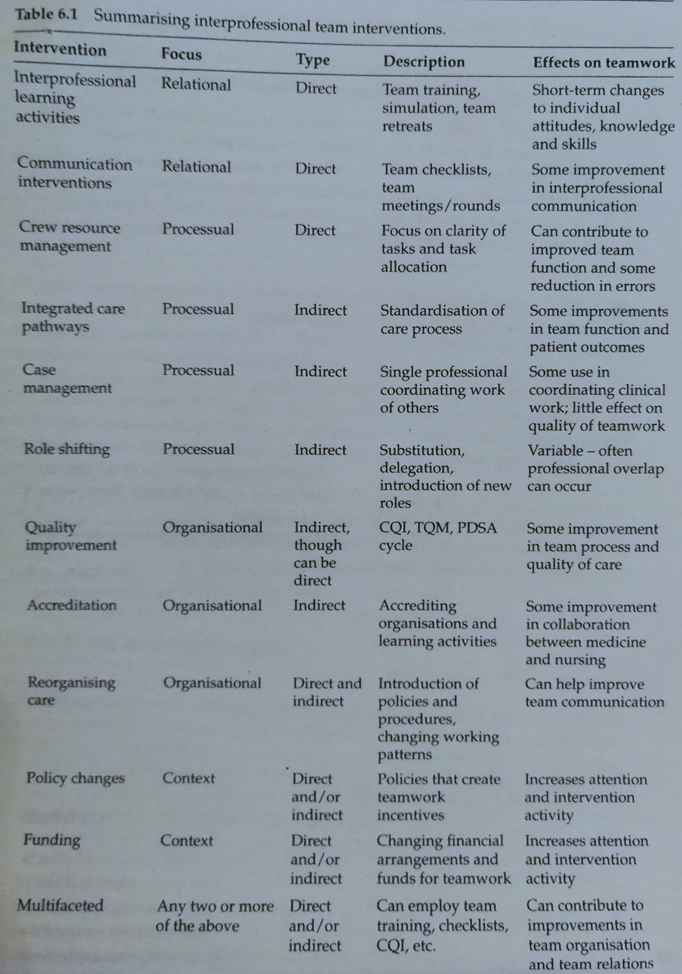 Table 6.1 Summarising interprofessional team interventions.
Intervention Focus Type Description Effects on teamwork
Interprofessional Relational Direct Team training, Short-term changes
learning simulation, team to individual
activities retreats attitudes, knowledge
and skills
Communication Relational Direct Team checklists, Some improvement
interventions team in interprofessional
meetings/rounds communication
Crew resource Processual Direct Focus on clarity of Can contribute to
management tasks and task improved team
allocation function and some
reduction in errors
Integrated care Processual Indirect Standardisation of Some improvements
pathways care process in team function and
patient outcomes
Case Processual Indirect Single professional Some use in
management coordinating work coordinating clinical
of others work; little effect on
quality of teamwork
Role shifting Processual Indirect Substitution, Variable – often
delegation, professional overlap
introduction of new can occur
roles
Quality Organisational Indirect, CQI, TQM, PDSA Some improvement
improvement though cycle in team process and
can be quality of care
direct
Accreditation Organisational Indirect Accrediting Some improvement
organisations and in collaboration
learning activities between medicine
and nursing
Reorganising Organisational Direct and Introduction of Can help improve
care indirect policies and team communication
procedures,
changing working
patterns
Policy changes Context Direct Policies that create Increases attention
and/or teamwork and intervention
indirect incentives activity
Funding Context Direct Changing financial Increases attention
and/or arrangements and and intervention
indirect funds for teamwork activity
Multifaceted Any two or more Direct Can employ team Can contribute to
of the above and/or training, checklists, improvements in
indirect CQI, etc. team organisation
and team relations